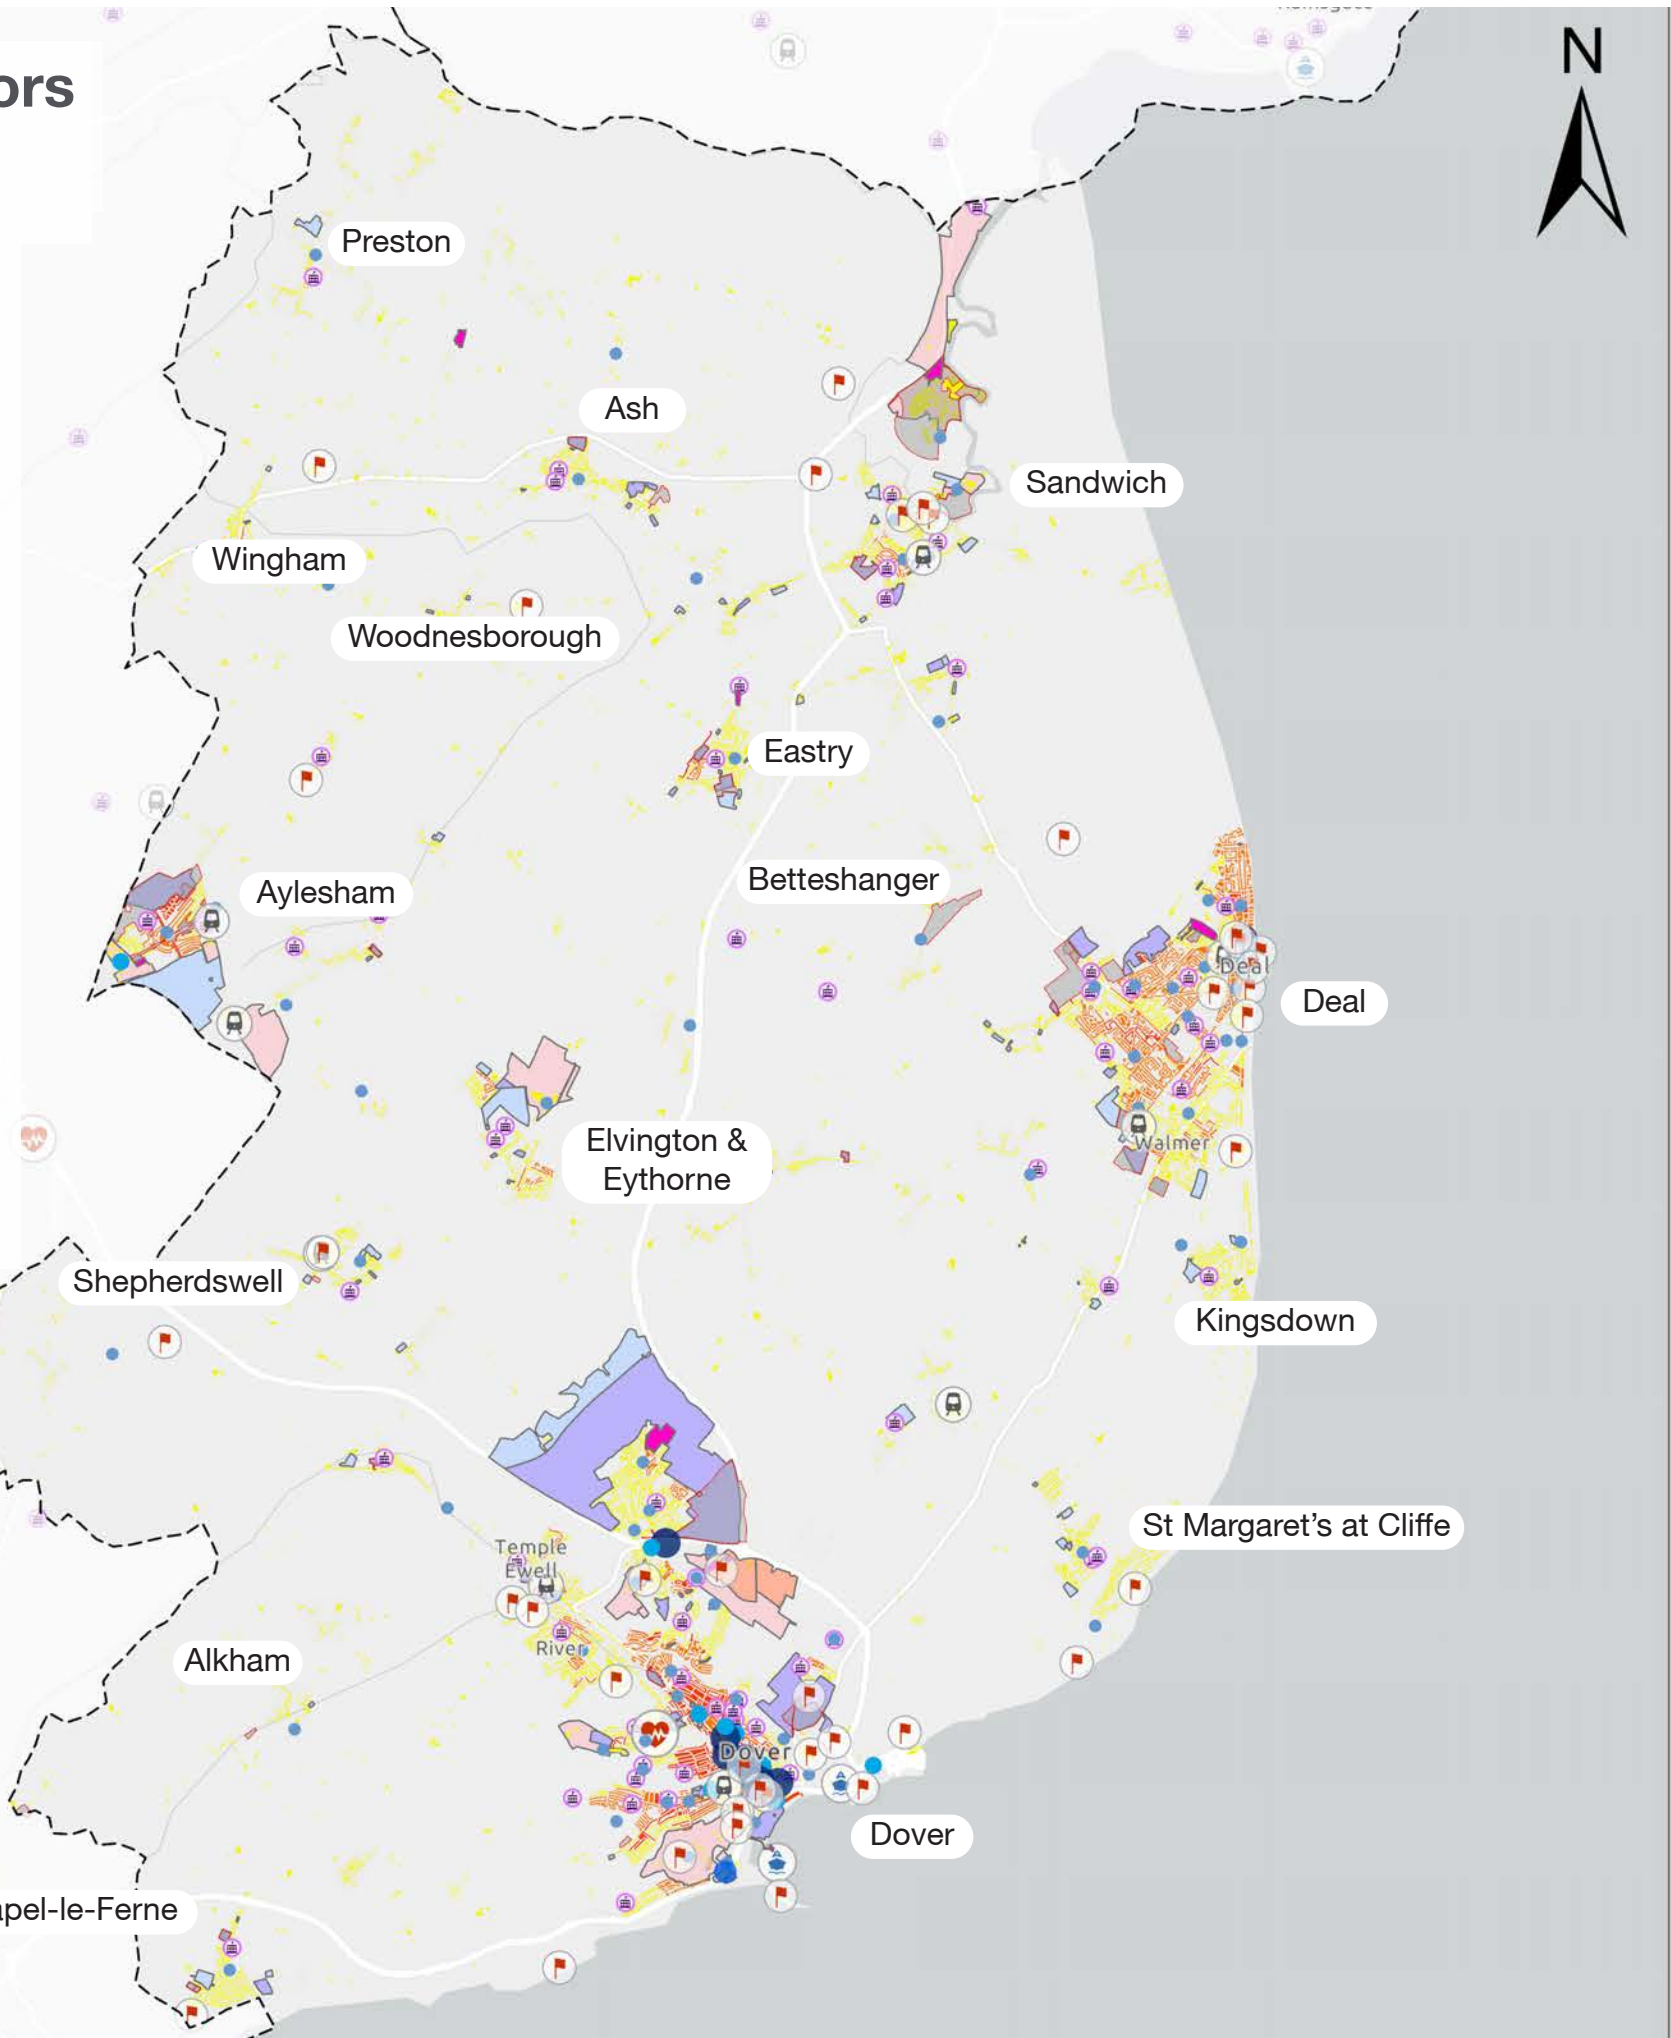 ors
N
Preston
Ash
Sandwich
Wingham
Woodnesborough
Eastry
Betteshanger
Aylesham
Deal
Deal
Elvington &
Eythorne
Walmer
Shepherdswell
Kingsdown
St Margaret's at Cliffe
Temple
Ewell
River
Alkham
Dover
Dover
apel-le-Ferne